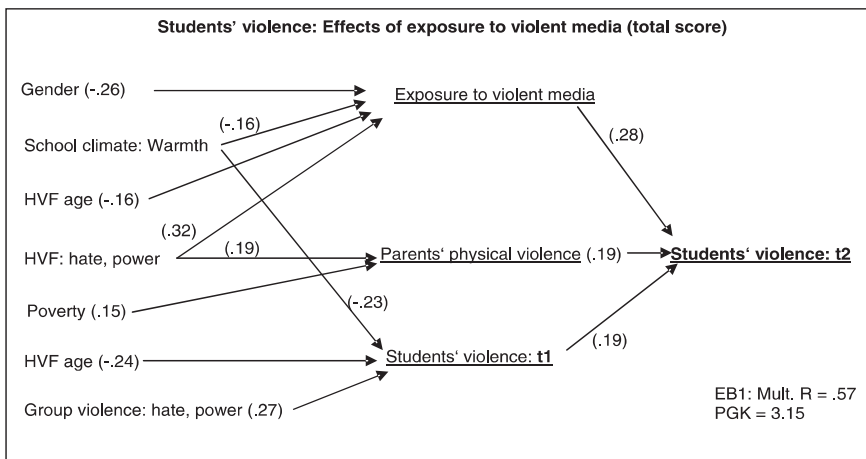 Students‘ violence: Effects of exposure to violent media (total score)
Gender (-.26)
Exposure to violent media
(-.16)
School climate: Warmth
(.28)
HVF age (-.16)
(.32)
HVF: hate, power
(.19)
Parents‘ physical violence (.19)
Students‘ violence: t2
Poverty (.15)
(-.23)
HVF age (-.24)
Students‘ violence: t1
(.19)
Group violence: hate, power (.27)
EB1: Mult. R = .57
PGK = 3.15